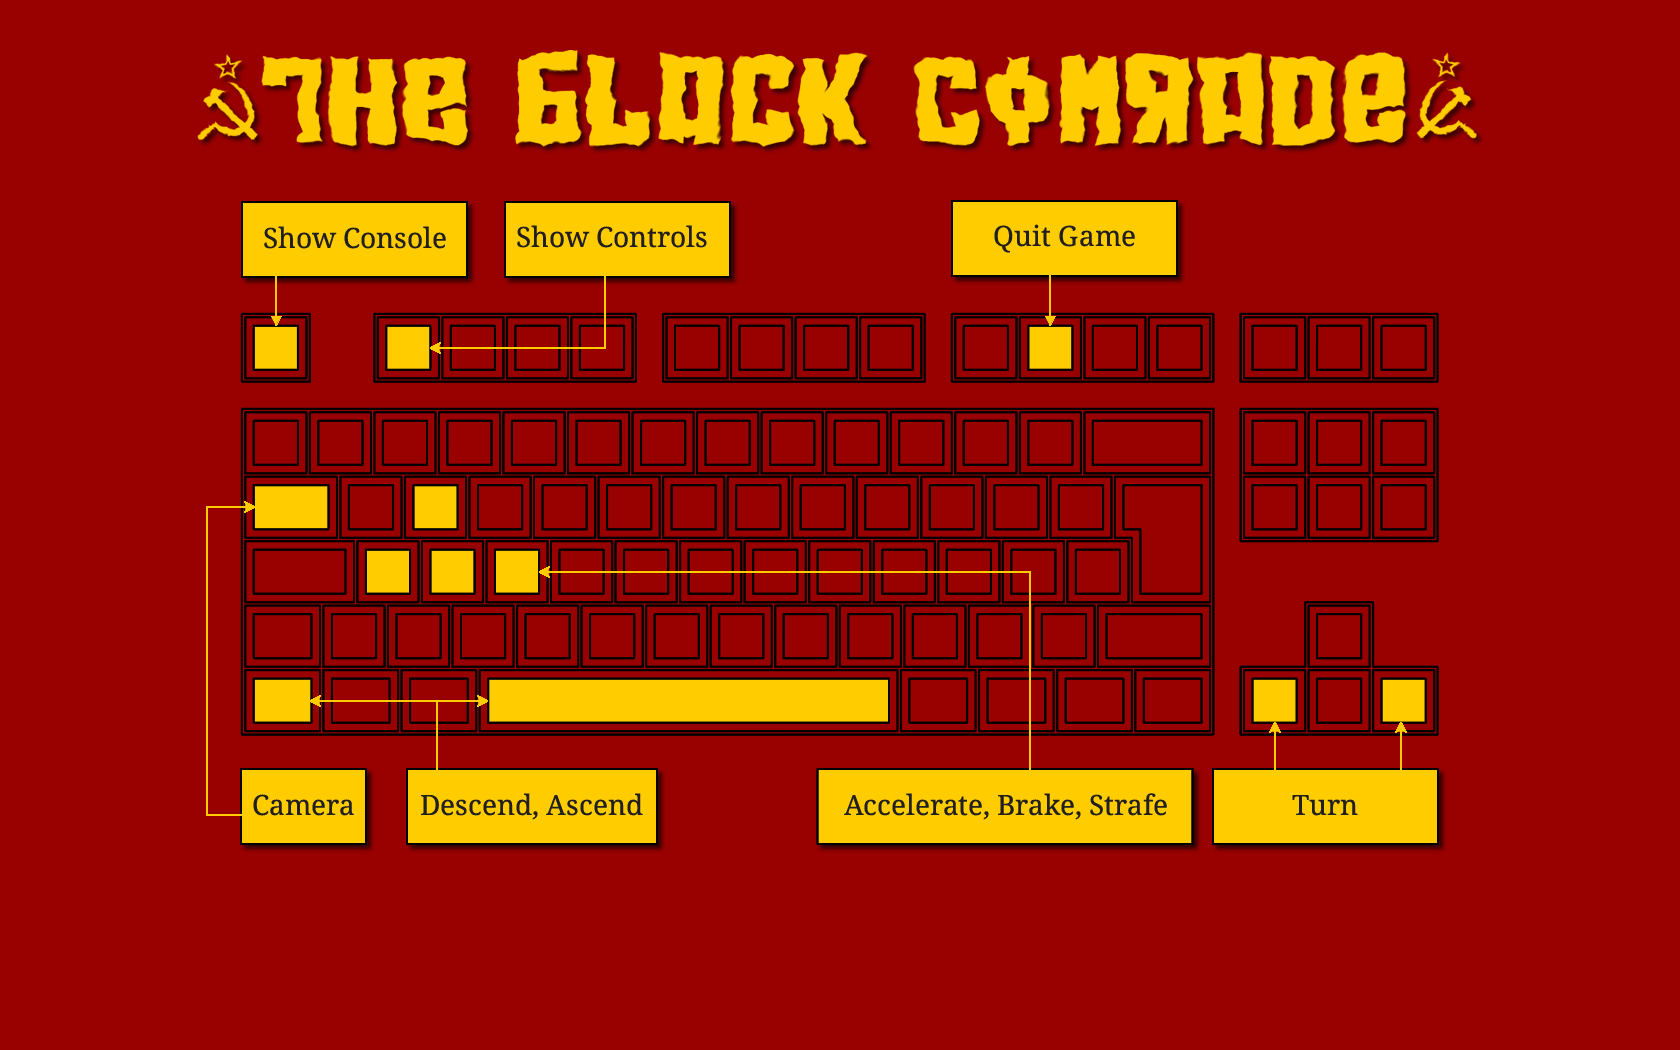 THE BLOCK COMRADE
Show Console
Show Controls
Quit Game
Camera
Descend, Ascend
Accelerate, Brake, Strafe
Turn